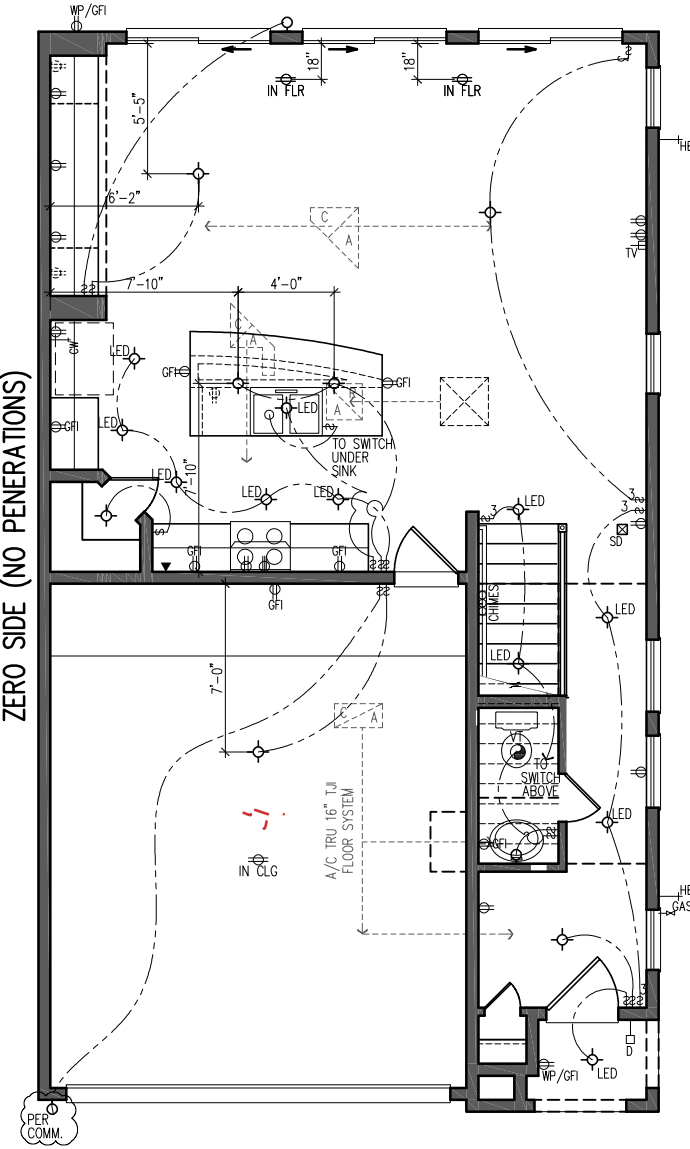 WP/GFI
18"
18"
IN FLR
IN FLR
5'-5"
6'-2"
HB
C
A
TV
7'-10"
4'-0"
C
A
CW
LED
GFI
GFI
A
LED
GFI
LED
TO SWITCH
UNDER
SINK
LED
7'-10"
LED
LED
S
3
LED
3
3
SD
GFI
GFI
GFI
CHIMES
LED
LED
ZERO SIDE (NO PENERATIONS)
7'-0"
C
A
VT
TO
SWITCH
ABOVE
A/C TRU 16" TJI
FLOOR SYSTEM
LED
GFI
IN CLG
HB
GAS
3
D
WP/GFI
LED
PER
COMM.